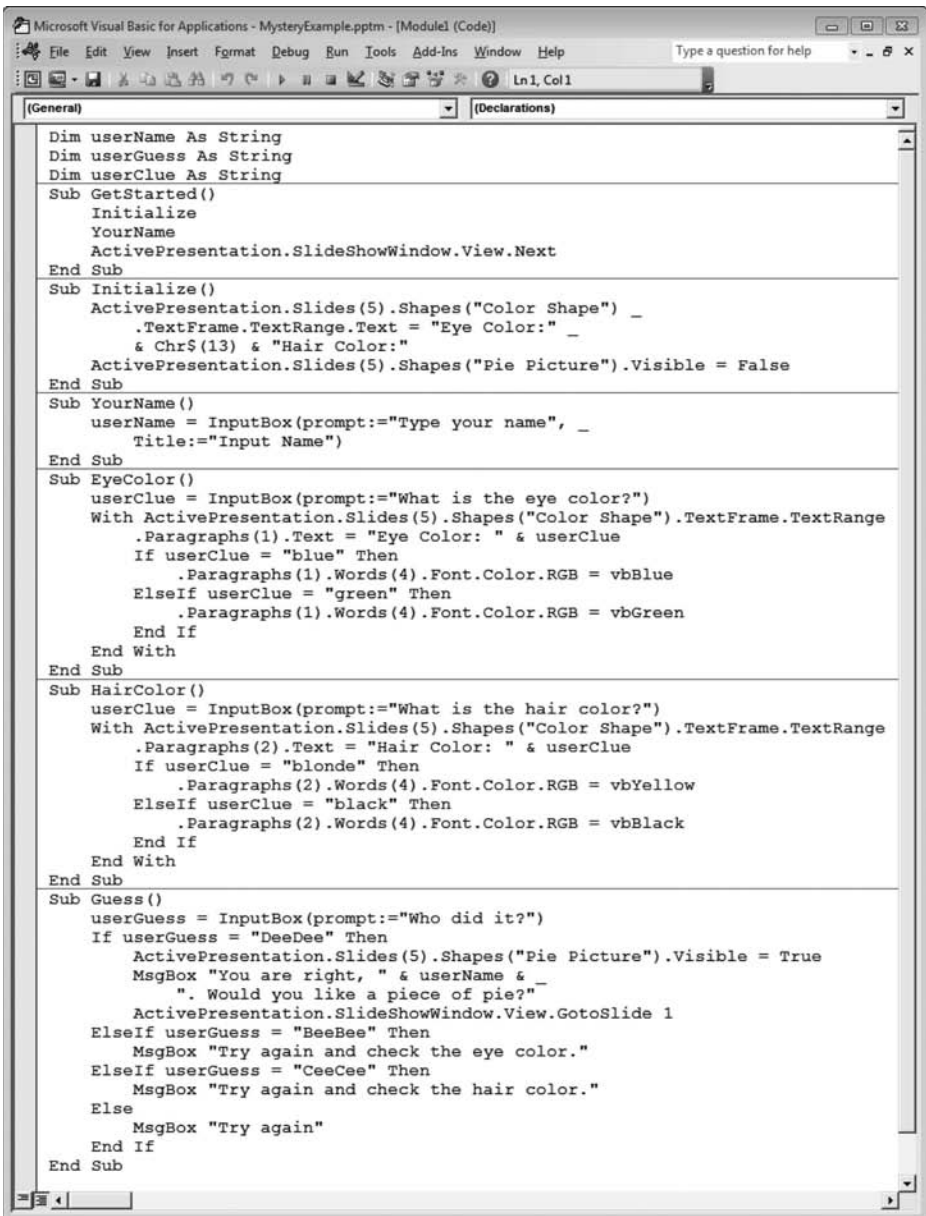 Microsoft Visual Basic for Applications - MysteryExample.pptm - [Module1 (Code)]
File Edit View Insert Format Debug Run Tools Add-Ins Window Help Type a question for help
Ln 1, Col 1
(General) (Declarations)
Dim userName As String
Dim userGuess As String
Dim userClue As String
Sub GetStarted()
    Initialize
    YourName
    ActivePresentation.SlideShowWindow.View.Next
End Sub
Sub Initialize()
    ActivePresentation.Slides(5).Shapes("Color Shape") _
        .TextFrame.TextRange.Text = "Eye Color:" _
        & Chr$(13) & "Hair Color:"
    ActivePresentation.Slides(5).Shapes("Pie Picture").Visible = False
End Sub
Sub YourName()
    userName = InputBox(prompt:="Type your name", _
        Title:="Input Name")
End Sub
Sub EyeColor()
    userClue = InputBox(prompt:="What is the eye color?")
    With ActivePresentation.Slides(5).Shapes("Color Shape").TextFrame.TextRange
        .Paragraphs(1).Text = "Eye Color: " & userClue
        If userClue = "blue" Then
            .Paragraphs(1).Words(4).Font.Color.RGB = vbBlue
        ElseIf userClue = "green" Then
            .Paragraphs(1).Words(4).Font.Color.RGB = vbGreen
        End If
    End With
End Sub
Sub HairColor()
    userClue = InputBox(prompt:="What is the hair color?")
    With ActivePresentation.Slides(5).Shapes("Color Shape").TextFrame.TextRange
        .Paragraphs(2).Text = "Hair Color: " & userClue
        If userClue = "blonde" Then
            .Paragraphs(2).Words(4).Font.Color.RGB = vbYellow
        ElseIf userClue = "black" Then
            .Paragraphs(2).Words(4).Font.Color.RGB = vbBlack
        End If
    End With
End Sub
Sub Guess()
    userGuess = InputBox(prompt:="Who did it?")
    If userGuess = "DeeDee" Then
        ActivePresentation.Slides(5).Shapes("Pie Picture").Visible = True
        MsgBox "You are right, " & userName & _
            ". Would you like a piece of pie?"
        ActivePresentation.SlideShowWindow.View.GotoSlide 1
    ElseIf userGuess = "BeeBee" Then
        MsgBox "Try again and check the eye color."
    ElseIf userGuess = "CeeCee" Then
        MsgBox "Try again and check the hair color."
    Else
        MsgBox "Try again"
    End If
End Sub